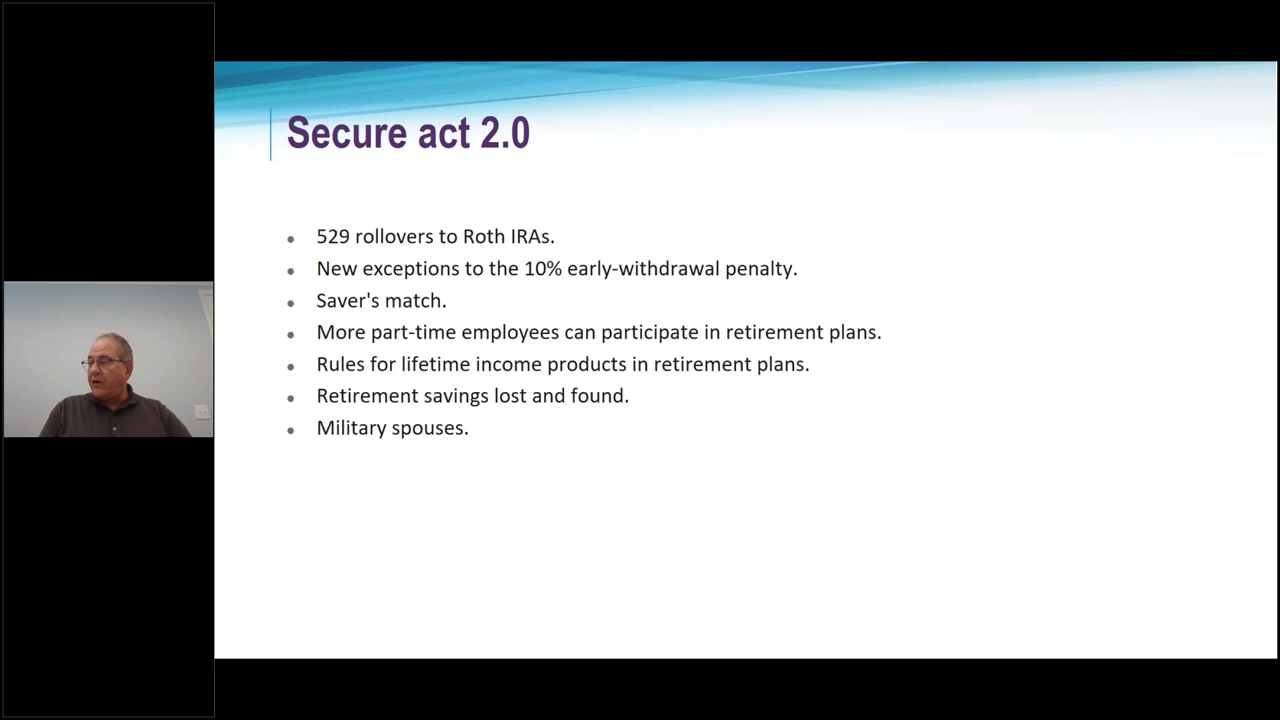 Secure act 2.0
• 529 rollovers to Roth IRAs.
• New exceptions to the 10% early-withdrawal penalty.
• Saver's match.
• More part-time employees can participate in retirement plans.
• Rules for lifetime income products in retirement plans.
• Retirement savings lost and found.
• Military spouses.